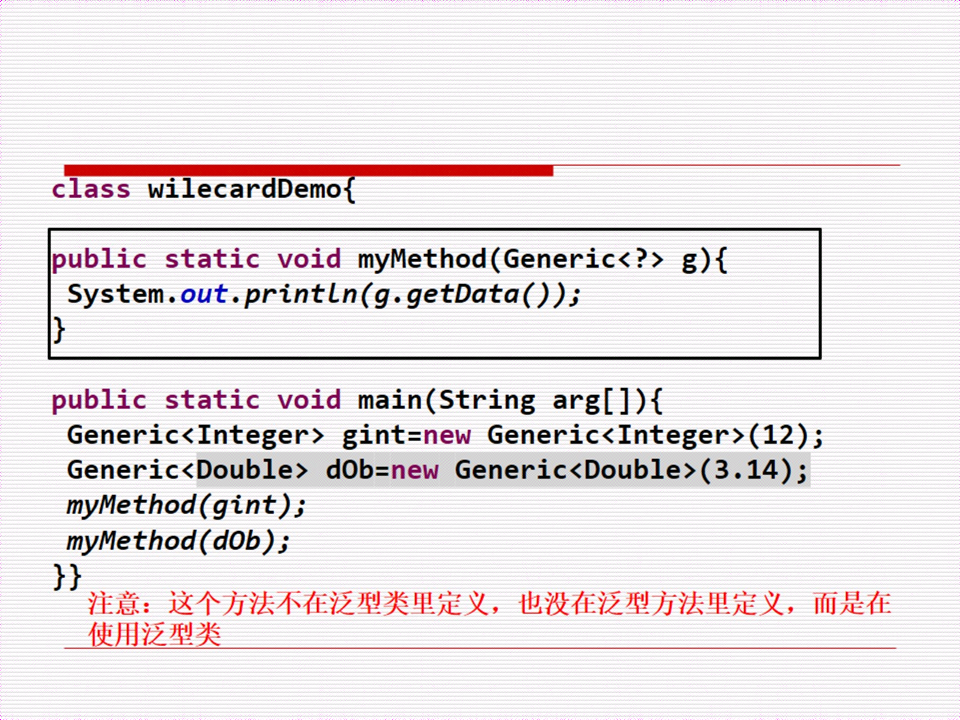 class wilecardDemo{
public static void myMethod(Generic<?> g){
System.out.println(g.getData());
}
public static void main(String arg[]){
Generic<Integer> gint=new Generic<Integer>(12);
Generic<Double> dOb=new Generic<Double>(3.14);
myMethod(gint);
myMethod(dOb);
}}
注意：这个方法不在泛型类里定义，也没在泛型方法里定义，而是在
使用泛型类